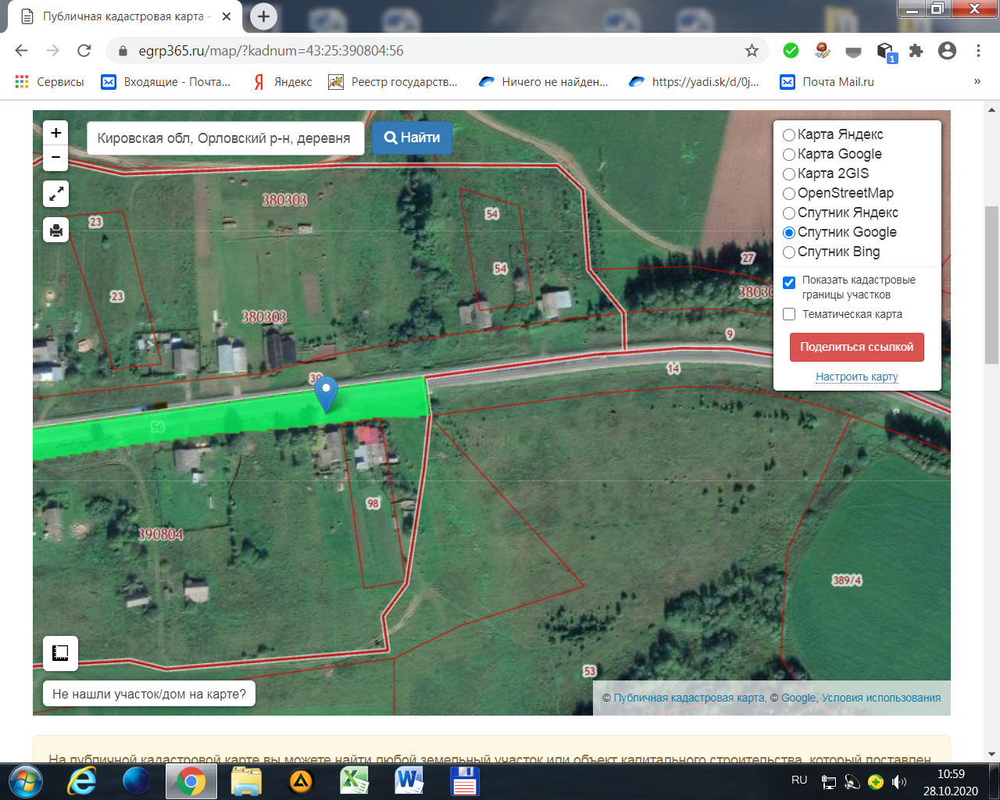 Публичная кадастровая карта -
egrp365.ru/map/?kadnum=43:25:390804:56
Сервисы
Входящие - Почта...
Яндекс
Реестр государств...
Ничего не найден...
https://yadi.sk/d/0j...
Почта Mail.ru
»
1
+
−
Кировская обл, Орловский р-н, деревня
Найти
Карта Яндекс
Карта Google
Карта 2GIS
OpenStreetMap
Спутник Яндекс
Спутник Google
Спутник Bing
Показать кадастровые
границы участков
Тематическая карта
Поделиться ссылкой
Настроить карту
380303
23
54
54
27
23
38030
380303
9
14
30
56
98
390804
389/4
53
Не нашли участок/дом на карте?
© Публичная кадастровая карта, © Google, Условия использования
На публичной кадастровой карте вы можете найти любой земельный участок или объект капитального строительства, который поставлен
RU
10:59
28.10.2020